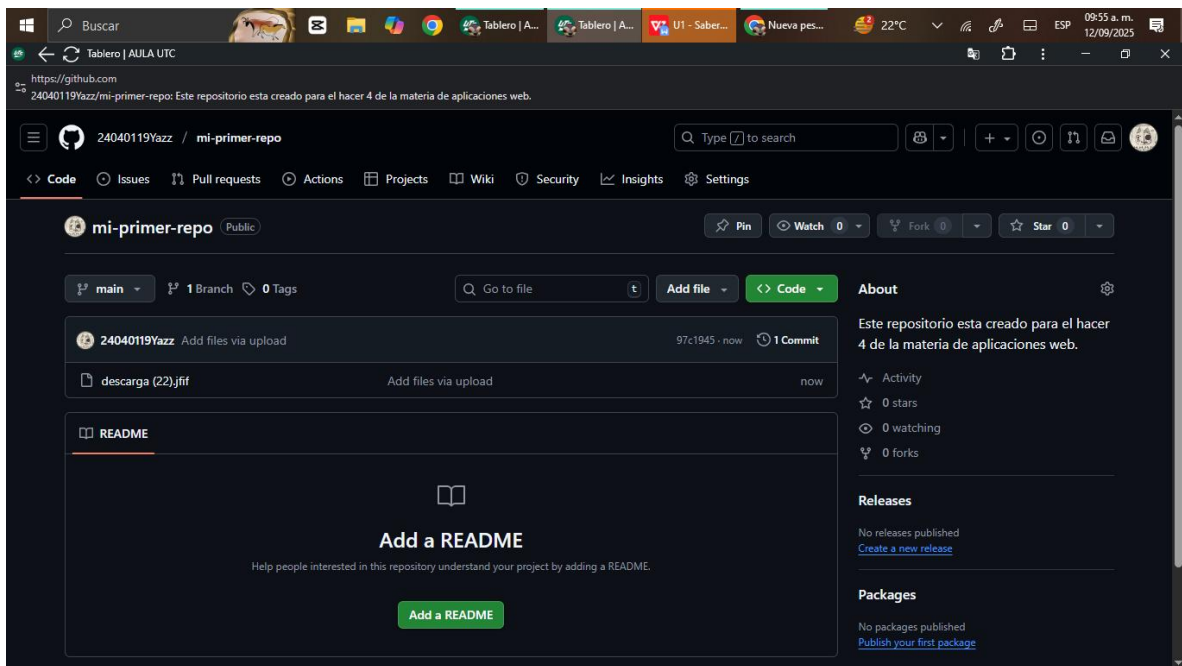 Buscar
Tablero | A...
Tablero | A...
U1 - Saber...
Nueva pes...
22°C
ESP
09:55 a. m.
12/09/2025
Tablero | AULA UTC
https://github.com
24040119Yazz/mi-primer-repo: Este repositorio esta creado para el hacer 4 de la materia de aplicaciones web.
24040119Yazz / mi-primer-repo
Type / to search
Code Issues Pull requests Actions Projects Wiki Security Insights Settings
mi-primer-repo Public
Pin Watch 0 Fork 0 Star 0
main 1 Branch 0 Tags
Go to file t
Add file Code
24040119Yazz Add files via upload 97c1945 · now 1 Commit
descarga (22).jfif Add files via upload now
README
Add a README
Help people interested in this repository understand your project by adding a README.
Add a README
About
Este repositorio esta creado para el hacer
4 de la materia de aplicaciones web.
Activity
0 stars
0 watching
0 forks
Releases
No releases published
Create a new release
Packages
No packages published
Publish your first package